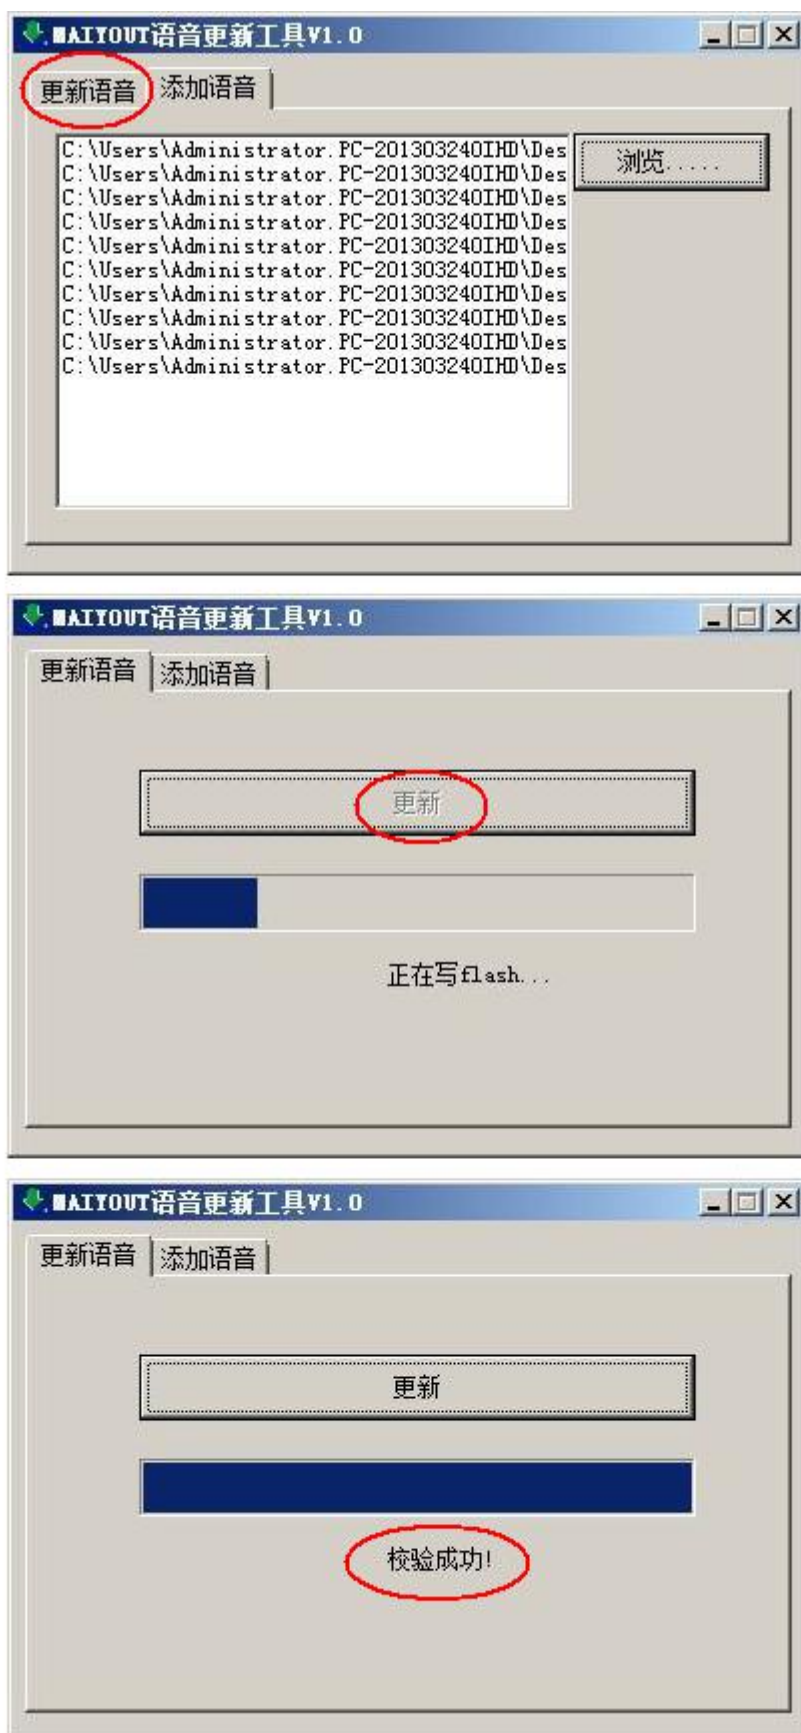 MAIYOUT语音更新工具V1.0
更新语音 添加语音
C:\Users\Administrator.PC-20130324OIHD\Des
C:\Users\Administrator.PC-20130324OIHD\Des
C:\Users\Administrator.PC-20130324OIHD\Des
C:\Users\Administrator.PC-20130324OIHD\Des
C:\Users\Administrator.PC-20130324OIHD\Des
C:\Users\Administrator.PC-20130324OIHD\Des
C:\Users\Administrator.PC-20130324OIHD\Des
C:\Users\Administrator.PC-20130324OIHD\Des
C:\Users\Administrator.PC-20130324OIHD\Des
C:\Users\Administrator.PC-20130324OIHD\Des
浏览.....
MAIYOUT语音更新工具V1.0
更新语音 添加语音
更新
正在写flash...
MAIYOUT语音更新工具V1.0
更新语音 添加语音
更新
校验成功!